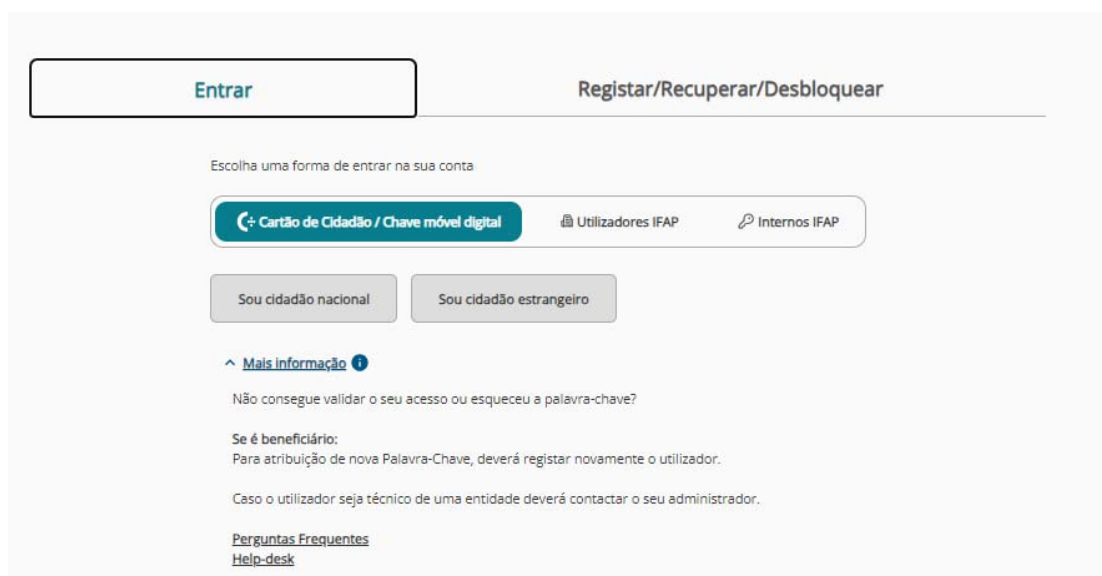 Entrar
Registar/Recuperar/Desbloquear
Escolha uma forma de entrar na sua conta
Cartão de Cidadão / Chave móvel digital
Utilizadores IFAP
Internos IFAP
Sou cidadão nacional
Sou cidadão estrangeiro
Mais informação
Não consegue validar o seu acesso ou esqueceu a palavra-chave?
Se é beneficiário:
Para atribuição de nova Palavra-Chave, deverá registar novamente o utilizador.
Caso o utilizador seja técnico de uma entidade deverá contactar o seu administrador.
Perguntas Frequentes
Help-desk